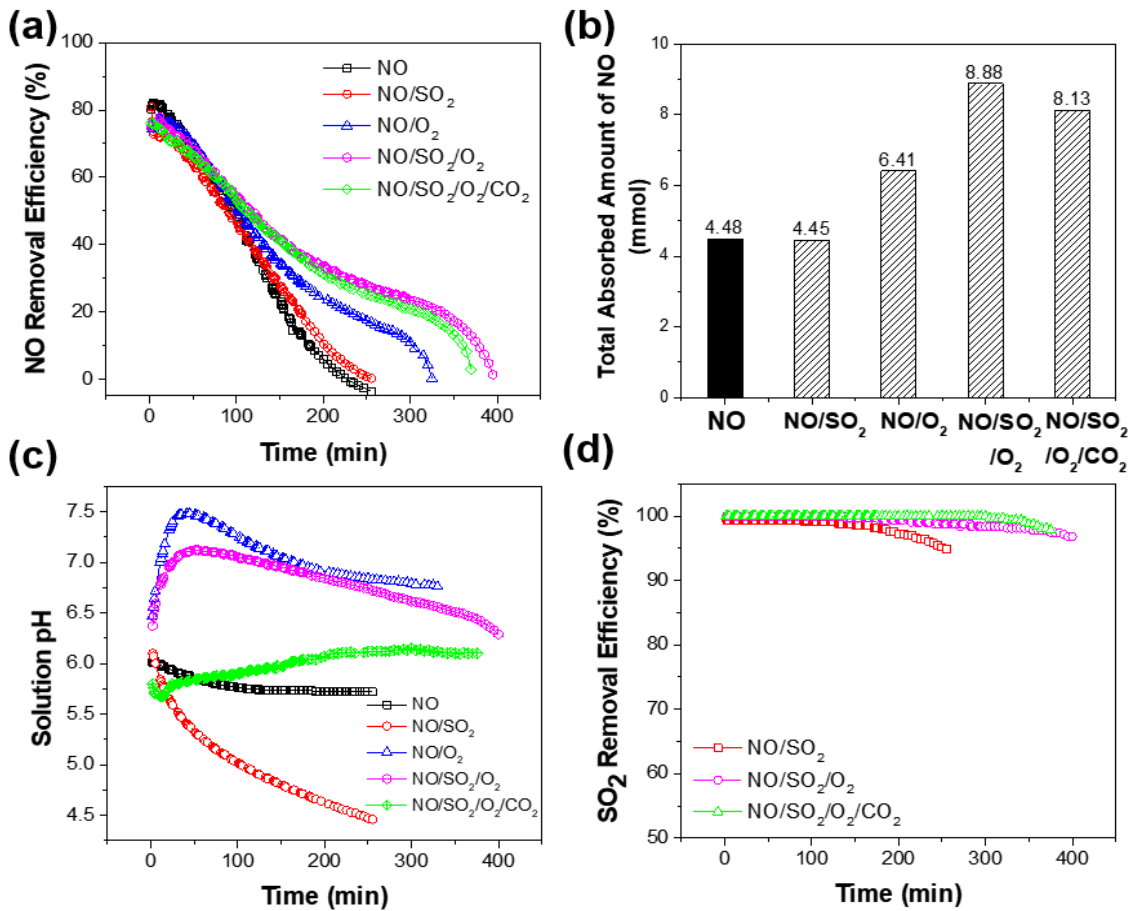 (a)
100
80
60
40
20
0
NO Removal Efficiency (%)
NO
NO/SO₂
NO/O₂
NO/SO₂/O₂
NO/SO₂/O₂/CO₂
0 100 200 300 400
Time (min)
(b)
10
8
6
4
2
0
Total Absorbed Amount of NO
(mmol)
4.48
4.45
6.41
8.88
8.13
NO
NO/SO₂
NO/O₂
NO/SO₂
/O₂
NO/SO₂
/O₂/CO₂
(c)
7.5
7.0
6.5
6.0
5.5
5.0
4.5
Solution pH
NO
NO/SO₂
NO/O₂
NO/SO₂/O₂
NO/SO₂/O₂/CO₂
0 100 200 300 400
Time (min)
(d)
100
90
80
70
60
50
SO₂ Removal Efficiency (%)
NO/SO₂
NO/SO₂/O₂
NO/SO₂/O₂/CO₂
0 100 200 300 400
Time (min)